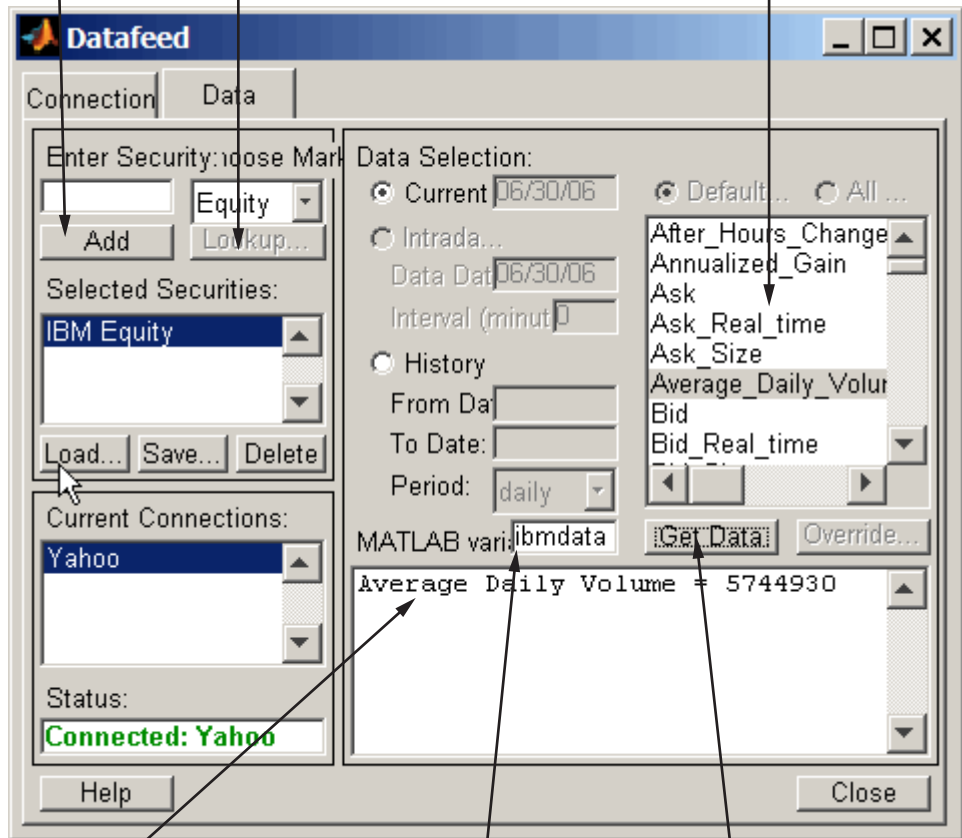 Datafeed
Connection
Data
Enter Security:
Mar
Equity
Add
Lookup...
Selected Securities:
IBM Equity
Load...
Save...
Delete
Current Connections:
Yahoo
Status:
Connected: Yahoo
Data Selection:
Current 06/30/06
Intrada...
Data Dat 06/30/06
Interval (minut 0
History
From Da
To Date:
Period: daily
MATLAB vari ibmdata
Default... All ...
After_Hours_Change
Annualized_Gain
Ask
Ask_Real_time
Ask_Size
Average_Daily_Volur
Bid
Bid_Real_time
Get Data
Override...
Average Daily Volume = 5744930
Help
Close